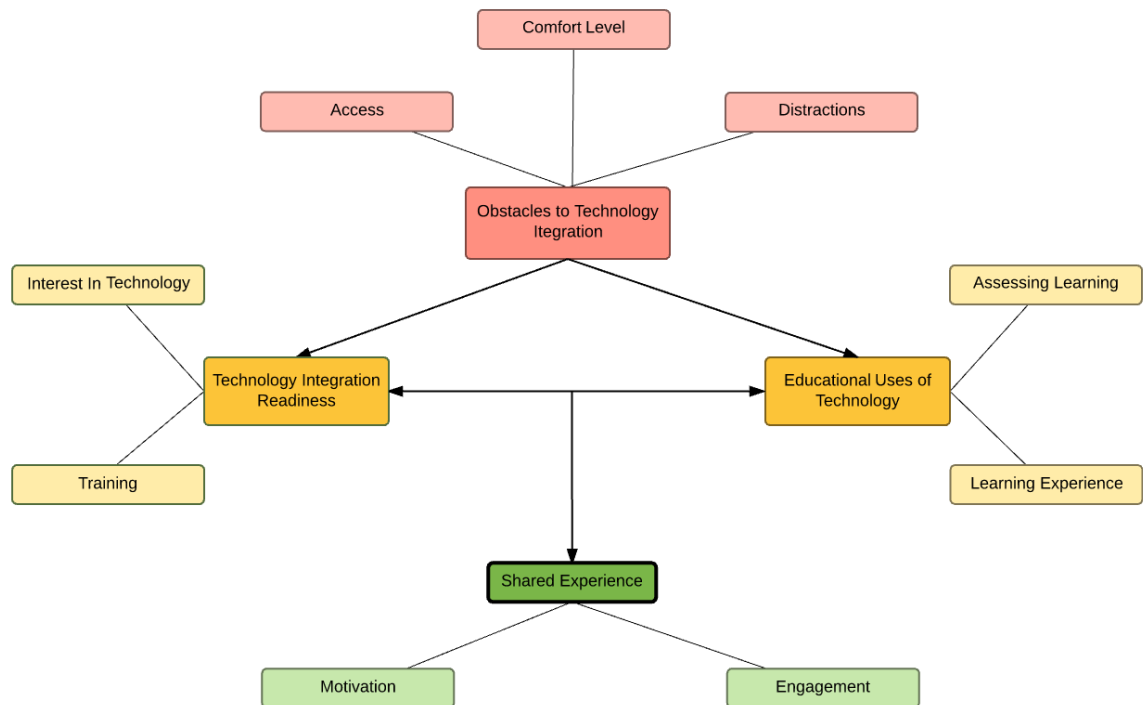 Comfort Level
Access
Distractions
Obstacles to Technology
Itegration
Interest In Technology
Assessing Learning
Technology Integration
Readiness
Educational Uses of
Technology
Training
Learning Experience
Shared Experience
Motivation
Engagement